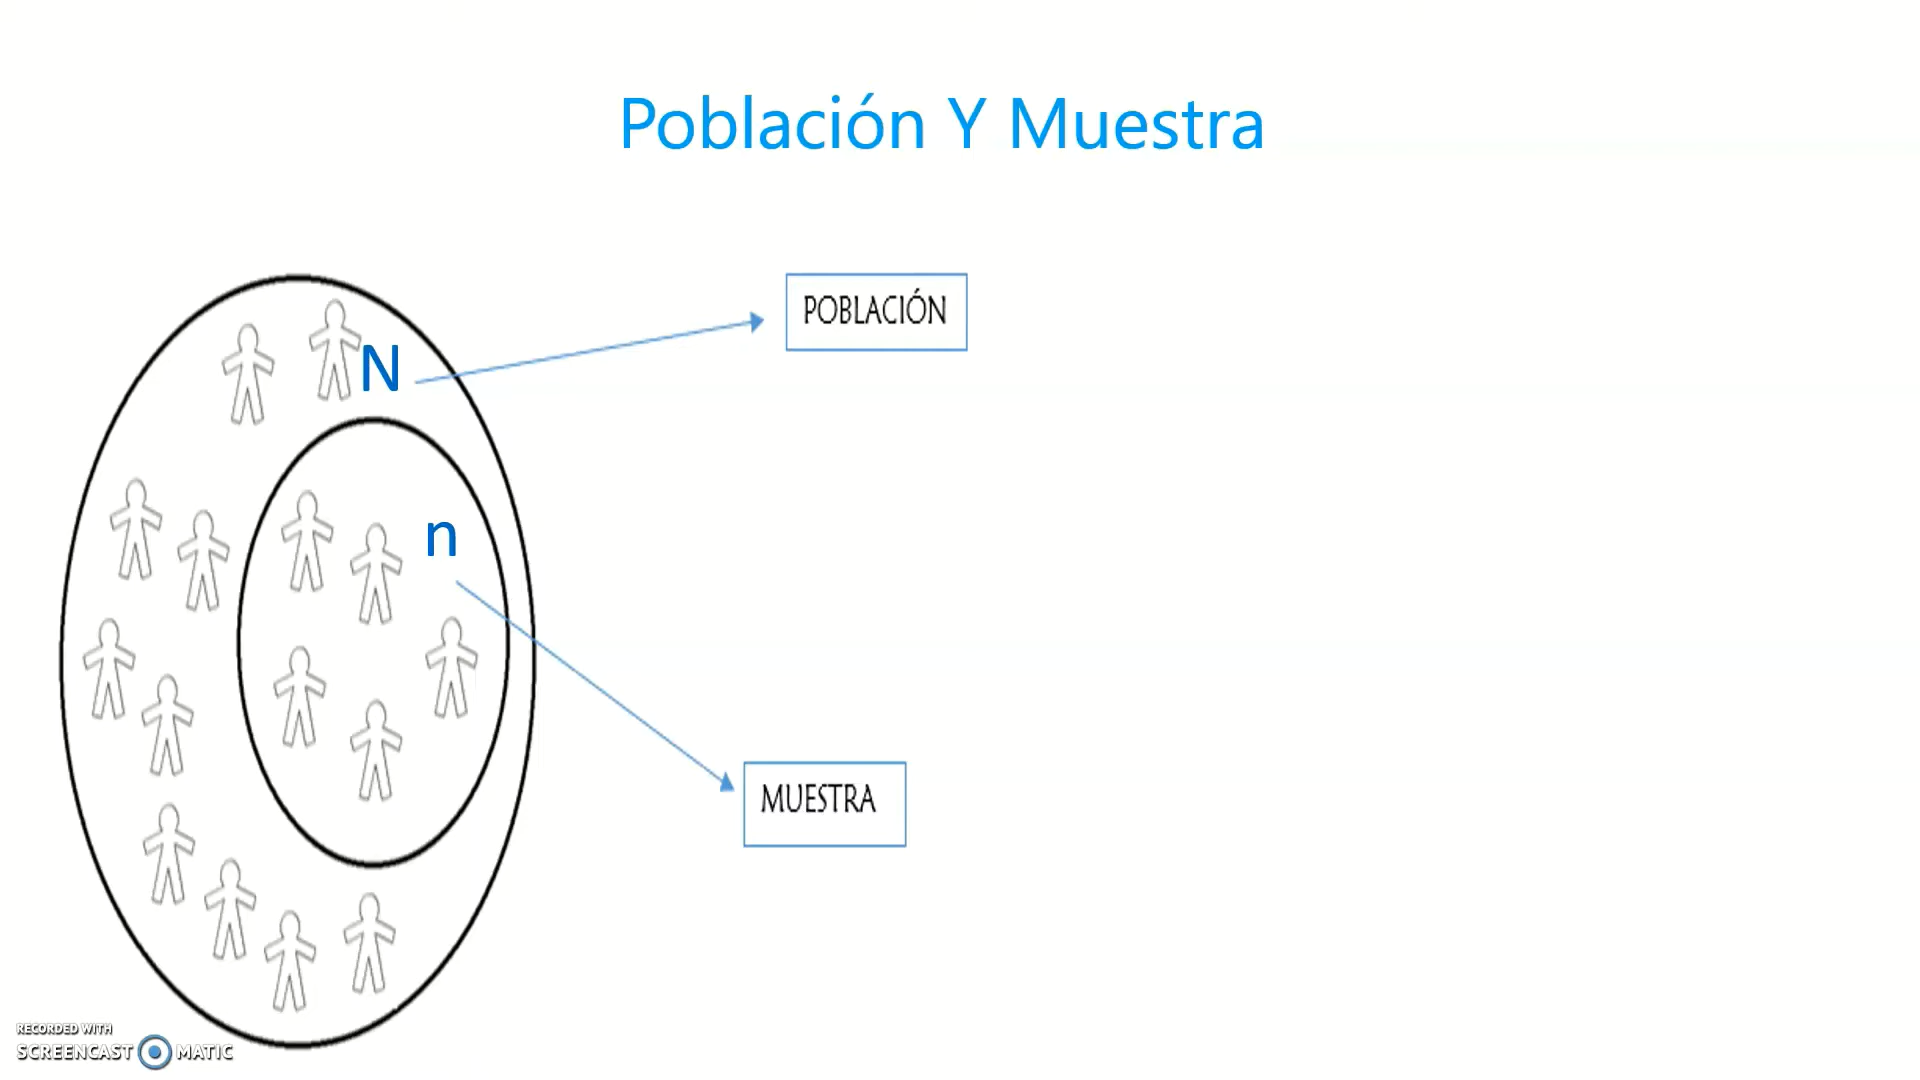 Población Y Muestra
POBLACIÓN
N
n
MUESTRA
RECORDED WITH
SCREENCAST MATIC